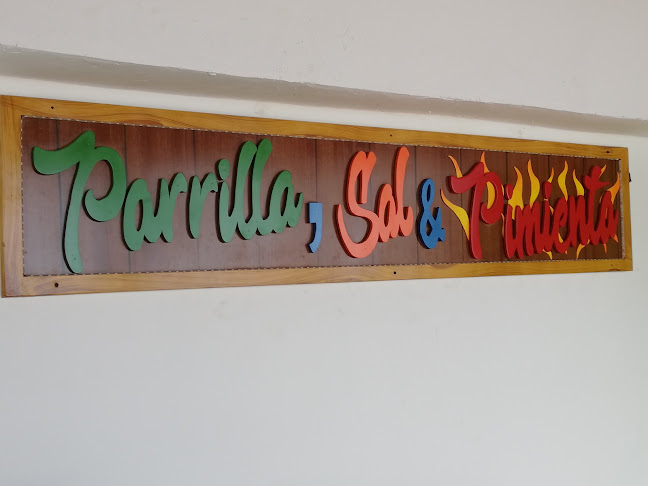 Parrilla, Sal & Pimienta